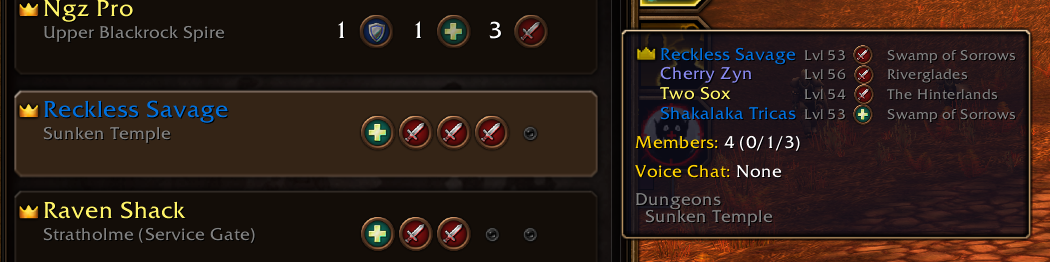 Ngz Pro
Upper Blackrock Spire
1 1 3
Reckless Savage
Sunken Temple
Raven Shack
Stratholme (Service Gate)
Reckless Savage Lvl 53 Swamp of Sorrows
Cherry Zyn Lvl 56 Riverglades
Two Sox Lvl 54 The Hinterlands
Shakalaka Tricas Lvl 53 Swamp of Sorrows
Members: 4 (0/1/3)
Voice Chat: None
Dungeons
Sunken Temple